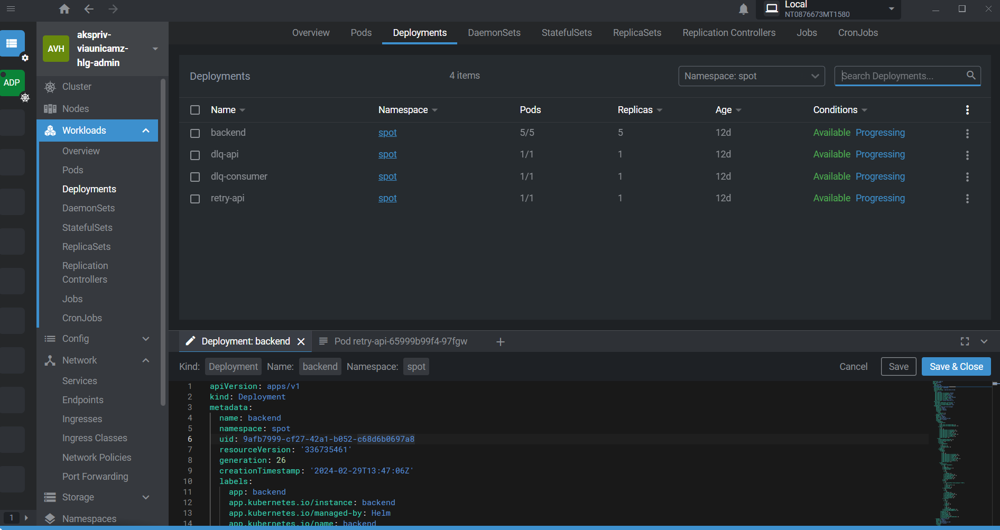 Local
NT0876673MT1580
AVH
akspriv-
viaunicamz-
hlg-admin
ADP
Overview Pods Deployments DaemonSets StatefulSets ReplicaSets Replication Controllers Jobs CronJobs
Cluster
Nodes
Workloads
Overview
Pods
Deployments
DaemonSets
StatefulSets
ReplicaSets
Replication
Controllers
Jobs
CronJobs
Config
Network
Services
Endpoints
Ingresses
Ingress Classes
Network Policies
Port Forwarding
Storage
Namespaces
1
Deployments 4 items Namespace: spot Search Deployments...
Name Namespace Pods Replicas Age Conditions
backend spot 5/5 5 12d Available Progressing
dlq-api spot 1/1 1 12d Available Progressing
dlq-consumer spot 1/1 1 12d Available Progressing
retry-api spot 1/1 1 12d Available Progressing
Deployment: backend Pod retry-api-65999b99f4-97fgw
Kind: Deployment Name: backend Namespace: spot Cancel Save Save & Close
1 apiVersion: apps/v1
2 kind: Deployment
3 metadata:
4 name: backend
5 namespace: spot
6 uid: 9afb7999-cf27-42a1-b052-c68d6b0697a8
7 resourceVersion: '336735461'
8 generation: 26
9 creationTimestamp: '2024-02-29T13:47:06Z'
10 labels:
11 app: backend
12 app.kubernetes.io/instance: backend
13 app.kubernetes.io/managed-by: Helm
14 app.kubernetes.io/name: backend